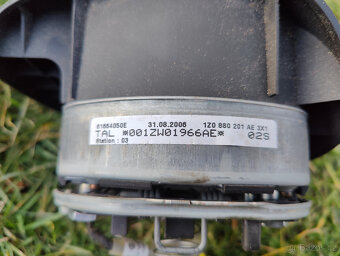 61664050E 31.08.2006 1Z0 880 201 AE 3X1
TAL *001ZW01966AE* 02S
Station : 03